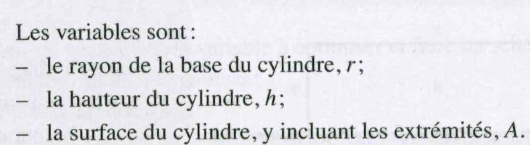 Les variables sont :
– le rayon de la base du cylindre, r ;
– la hauteur du cylindre, h ;
– la surface du cylindre, y incluant les extrémités, A.